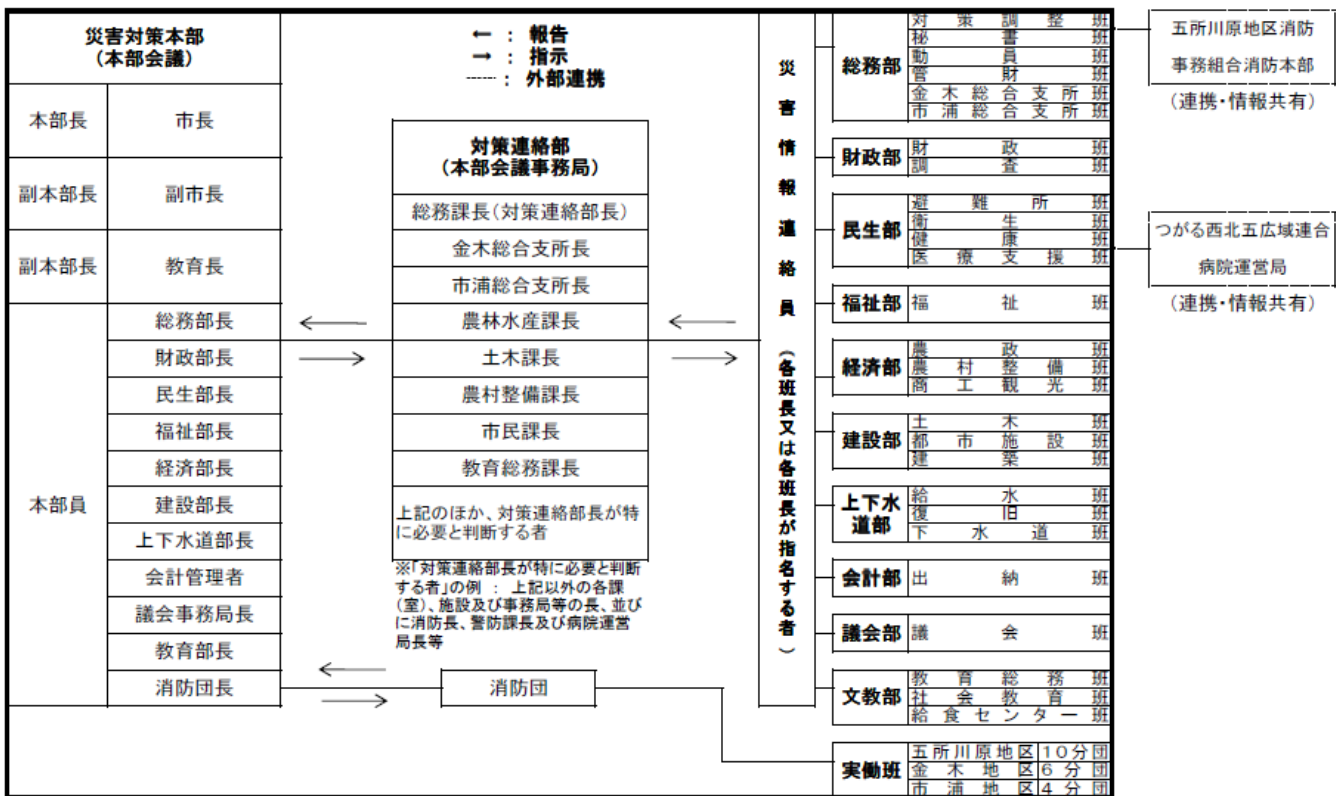 災害対策本部
(本部会議)
本部長 市長
副本部長 副市長
副本部長 教育長
本部員
総務部長
財政部長
民生部長
福祉部長
経済部長
建設部長
上下水道部長
会計管理者
議会事務局長
教育部長
消防団長
← : 報告
→ : 指示
------ : 外部連携
対策連絡部
(本部会議事務局)
総務課長(対策連絡部長)
金木総合支所長
市浦総合支所長
農林水産課長
土木課長
農村整備課長
市民課長
教育総務課長
上記のほか、対策連絡部長が特
に必要と判断する者
※「対策連絡部長が特に必要と判断
する者」の例 : 上記以外の各課
(室)、施設及び事務局等の長、並び
に消防長、警防課長及び病院運営
局長等
消防団
災害情報連絡員(各班長又は各班長が指名する者)
総務部
対策調整班
秘書班
動員班
管財班
金木総合支所班
市浦総合支所班
財政部
財政班
調査班
民生部
避難所班
衛生班
健康班
医療支援班
福祉部
福祉班
経済部
農政班
農村整備班
商工観光班
建設部
土木班
都市施設班
建築班
上下水
道部
給水班
復旧班
下水道班
会計部
出納班
議会部
議会班
文教部
教育総務班
社会教育班
給食センター班
実働班
五所川原地区 10分団
金木地区 6分団
市浦地区 4分団
五所川原地区消防
事務組合消防本部
(連携・情報共有)
つがる西北五広域連合
病院運営局
(連携・情報共有)